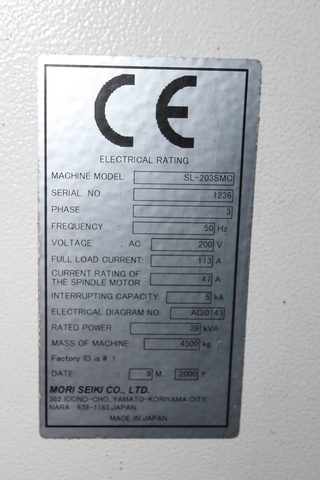 CE
ELECTRICAL RATING
MACHINE MODEL: SL-203SMC
SERIAL NO 1236
PHASE 3
FREQUENCY 50 Hz
VOLTAGE AC 200 V
FULL LOAD CURRENT: 113 A
CURRENT RATING OF
THE SPINDLE MOTOR 47 A
INTERRUPTING CAPACITY: 5 kA
ELECTRICAL DIAGRAM NO. AGI0143
RATED POWER 39 kVA
MASS OF MACHINE 4500 kg
Factory ID is # 1
DATE 9 M 2000 Y
MORI SEIKI CO., LTD.
362 IDONO-CHO, YAMATO-KORIYAMA CITY,
NARA 639-1183 JAPAN
MADE IN JAPAN